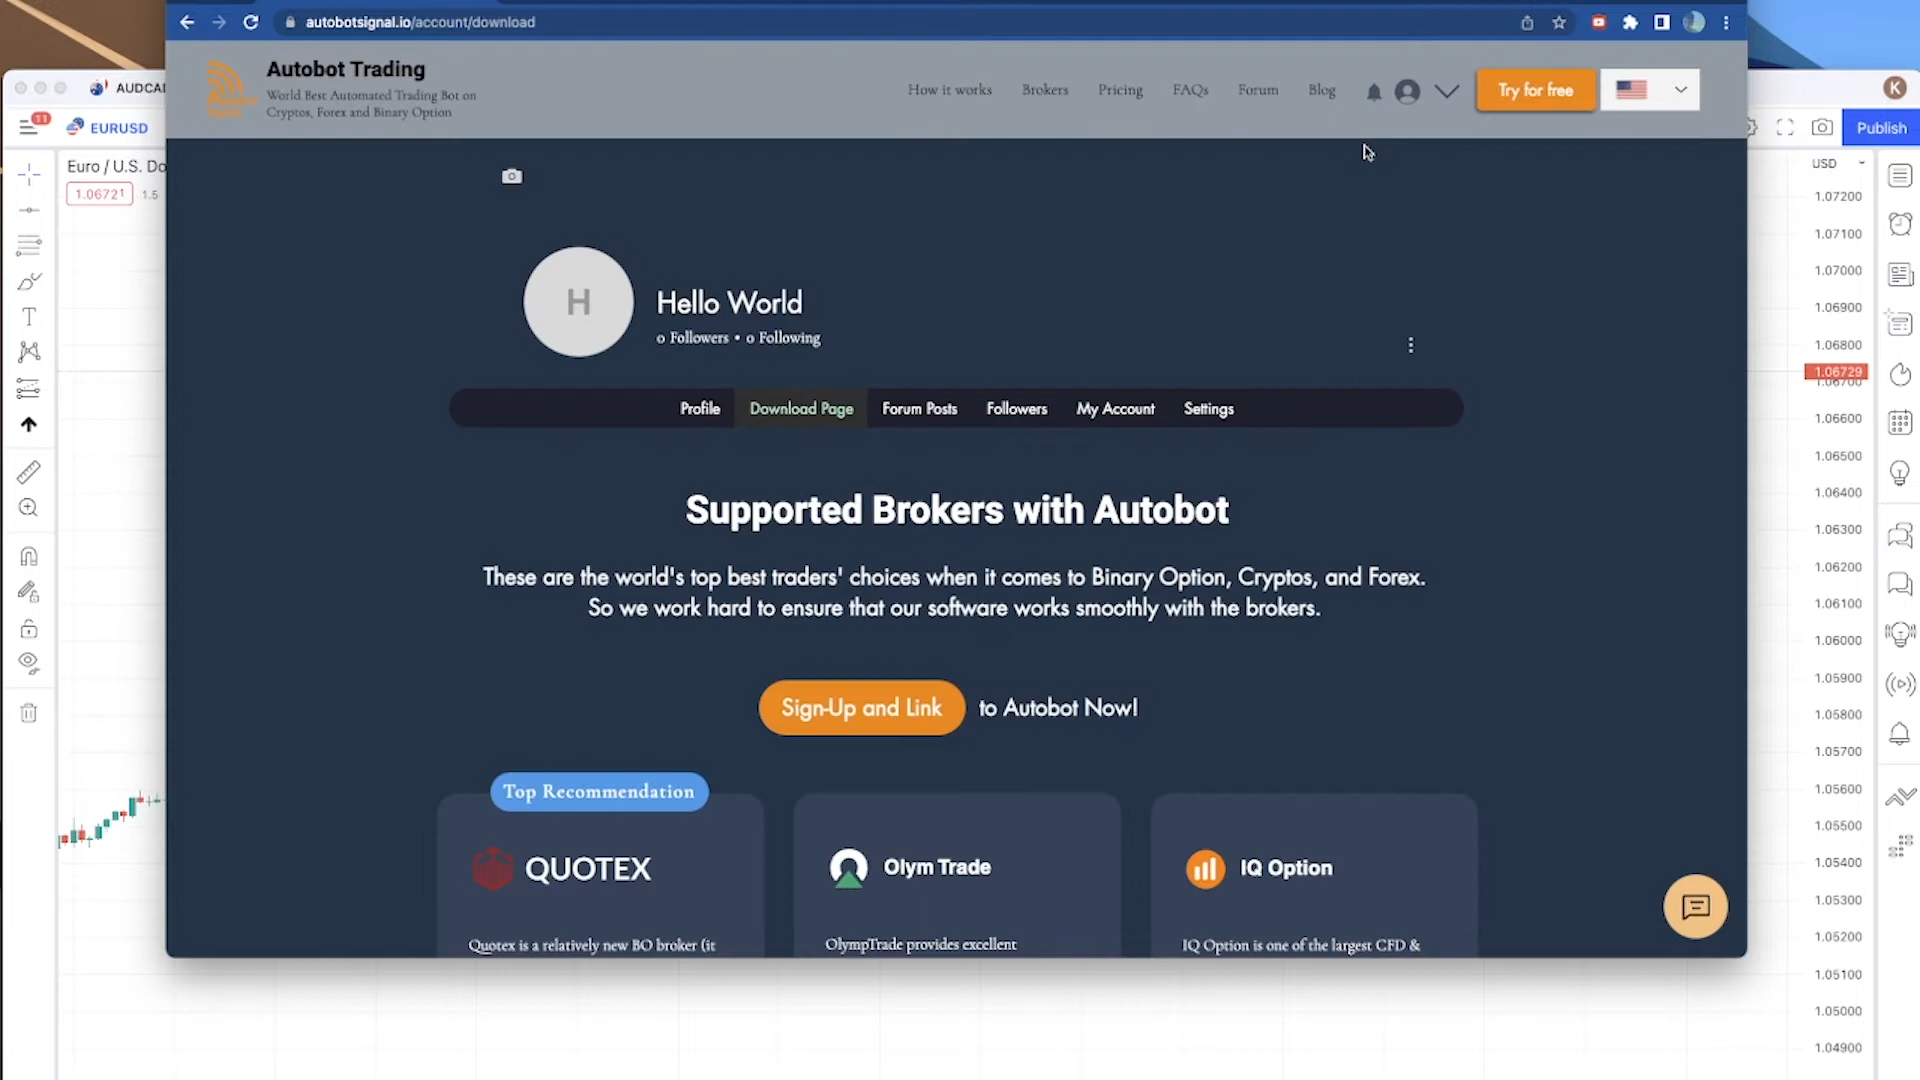 autobotsignal.io/account/download
Autobot Trading
World Best Automated Trading Bot on
Cryptos, Forex and Binary Option
How it works
Brokers
Pricing
FAQs
Forum
Blog
Try for free
AUDCA
K
11
EURUSD
Publish
Euro / U.S. Do
1.06721
1.5
USD
H
Hello World
0 Followers • 0 Following
Profile
Download Page
Forum Posts
Followers
My Account
Settings
Supported Brokers with Autobot
These are the world's top best traders' choices when it comes to Binary Option, Cryptos, and Forex.
So we work hard to ensure that our software works smoothly with the brokers.
Sign-Up and Link
to Autobot Now!
Top Recommendation
QUOTEX
Olym Trade
IQ Option
Quotex is a relatively new BO broker (it
OlympTrade provides excellent
IQ Option is one of the largest CFD &
1.07200
1.07100
1.07000
1.06900
1.06800
1.06729
1.06700
1.06600
1.06500
1.06400
1.06300
1.06200
1.06100
1.06000
1.05900
1.05800
1.05700
1.05600
1.05500
1.05400
1.05300
1.05200
1.05100
1.05000
1.04900